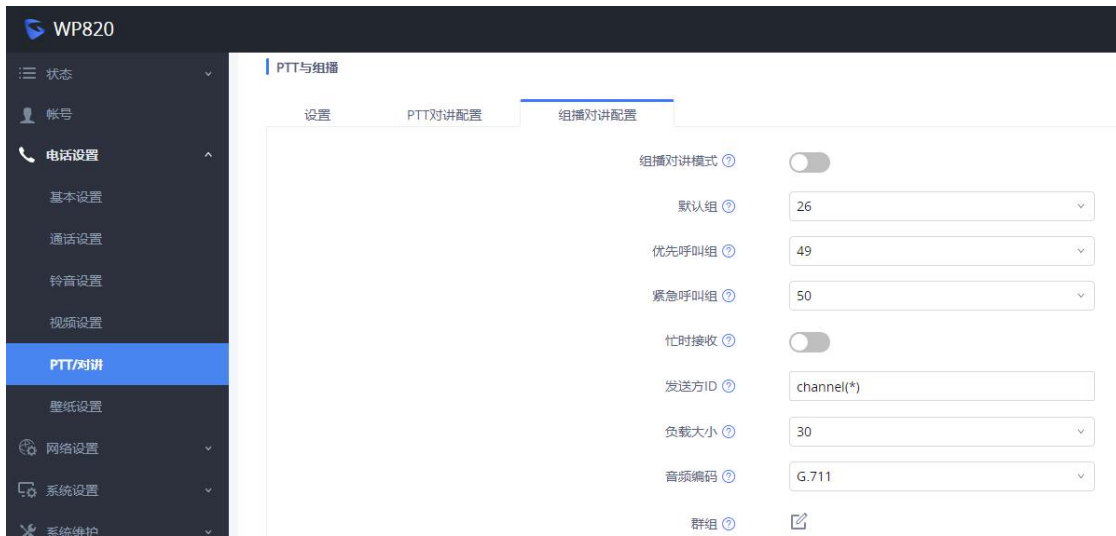 WP820
状态
帐号
电话设置
基本设置
通话设置
铃音设置
视频设置
PTT/对讲
壁纸设置
网络设置
系统设置
系统维护
PTT与组播
设置 PTT对讲配置 组播对讲配置
组播对讲模式 ?
默认组 ? 26
优先呼叫组 ? 49
紧急呼叫组 ? 50
忙时接收 ?
发送方ID ? channel(*)
负载大小 ? 30
音频编码 ? G.711
群组 ?